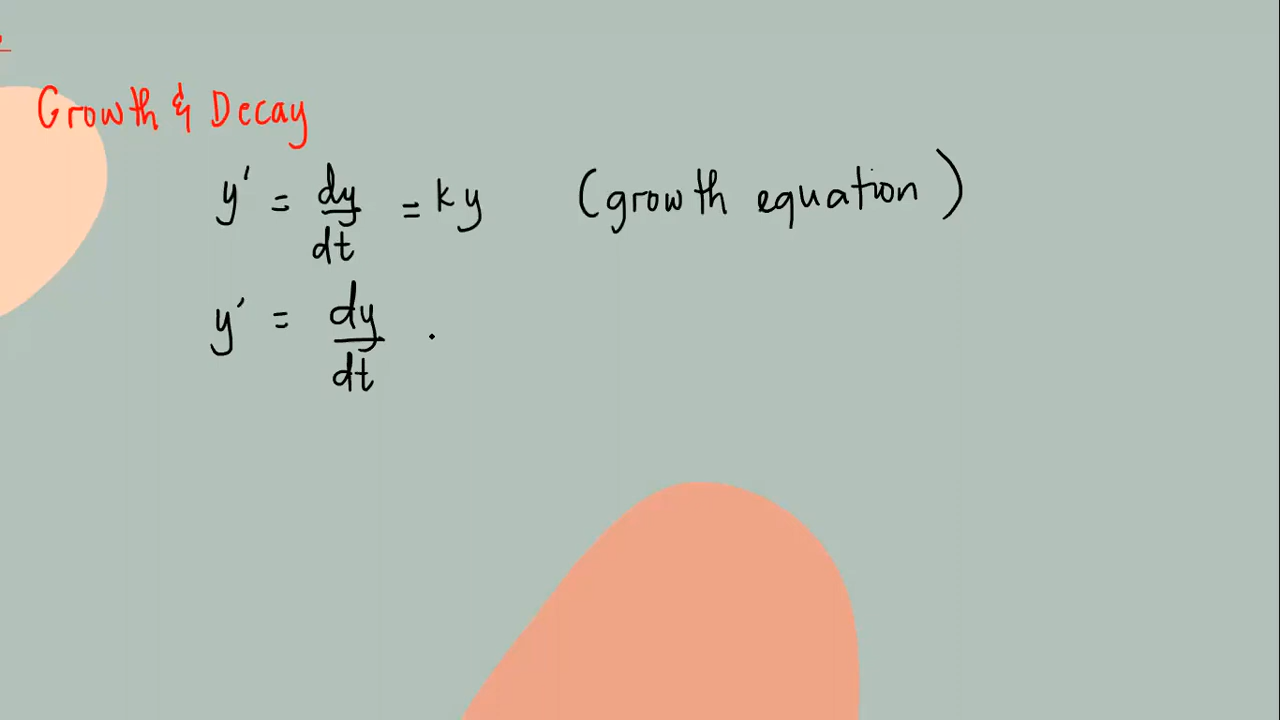 Growth & Decay
y' = dy/dt = ky (growth equation)
y' = dy/dt .